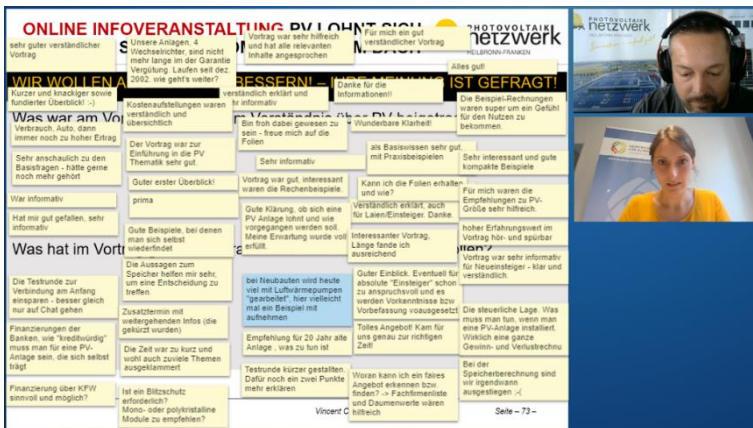 ONLINE INFOVERANSTALTUNG PV LOHNT SICH
PHOTOVOLTAIK
netzwerk
HEILBRONN-FRANKEN
sehr guter verständlicher
Vortrag
Unsere Anlagen, 4
Wechselrichter, sind nicht
mehr lange im der Garantie
Vergütung. Laufen seit dez.
2002. wie geht's weiter?
Vortrag war sehr hilfreich
und hat alle relevanten
Inhalte angesprochen
Für mich ein gut
verständlicher Vortrag
Alles gut!
WIR WOLLEN
BESSERN! –
MEINUNG IST GEFRAGT!
Kurzer und knackiger sowie
fundierter Überblick! :-)
Kostenaufstellungen waren
verständlich und
übersichtlich
verständlich erklärt und
sehr informativ
Danke für die
Informationen!!
Die Beispiel-Rechnungen
waren super um ein Gefühl
für den Nutzen zu
bekommen.
Was war am
Verständnis über PV
Verbrauch, Auto, dann
immer noch zu hoher Ertrag
Bin froh dabei gewesen zu
sein - freue mich auf die
Folien
Wunderbare Klarheit!
Der Vortrag war zur
Einführung in die PV
Thematik sehr gut.
als Basiswissen sehr gut.
mit Praxisbeispielen
Sehr anschaulich zu den
Basisfragen - hätte gerne
noch mehr gehört
Sehr informativ
Sehr interessant und gute
kompakte Beispiele
Guter erster Überblick!
Vortrag war gut, interessant
waren die Rechenbeispiele.
Kann ich die Folien erhalten
und wie?
Für mich waren die
Empfehlungen zu PV-
Größe sehr hilfreich.
War informativ
prima
Gute Klärung, ob sich eine
PV Anlage lohnt und wie
vorgegangen werden soll.
Meine Erwartung wurde voll
erfüllt.
Verständlich erklärt, auch
für Laien/Einsteiger. Danke.
Hat mir gut gefallen, sehr
informativ
Gute Beispiele, bei denen
man sich selbst
wiederfindet
Interessanter Vortrag,
Länge fande ich
ausreichend
hoher Erfahrungswert im
Vortrag hör- und spürbar
Was hat im
Vortrag war sehr informativ
für Neueinsteiger - klar und
verständlich.
Die Testrunde zur
Verbindung am Anfang
einsparen - besser gleich
nur auf Chat gehen
Die Aussagen zum
Speicher helfen mir sehr,
um eine Entscheidung zu
treffen
bei Neubauten wird heute
viel mit Luftwärmepumpen
"gearbeitet", hier vielleicht
mal ein Beispiel mit
aufnehmen
Guter Einblick. Eventuell für
absolute "Einsteiger" schon
zu anspruchsvoll und es
werden Vorkenntnisse bzw
Vorbefassung voausgesetzt
Zusatztermin mit
weitergehenden Infos (die
gekürzt wurden)
Die steuerliche Lage. Was
muss man tun, wenn man
eine PV-Anlage installiert.
Wirklich eine ganze
Gewinn- und Verlustrechnu
Finanzierungen der
Banken, wie "kreditwürdig"
muss man für eine PV-
Anlage sein, die sich selbst
trägt
Die Zeit war zu kurz und
wohl auch zuviele Themen
ausgeklammert
Empfehlung für 20 Jahr alte
Anlage , was zu tun ist
Tolles Angebot! Kam für
uns genau zur richtigen
Zeit!
Testrunde kürzer gestallten.
Dafür noch ein zwei Punkte
mehr erklären
Woran kann ich ein faires
Angebot erkennen bzw.
finden? -> Fachfirmenliste
und Daumenwerte wären
hilfreich
Bei der
Speicherberechnung sind
wir irgendwann
ausgestiegen ;-(
Finanzierung über KFW
sinnvoll und möglich?
Ist ein Blitzschutz
erforderlich?
Mono- oder polykristalline
Module zu empfehlen?
Vincent
Seite – 73 –